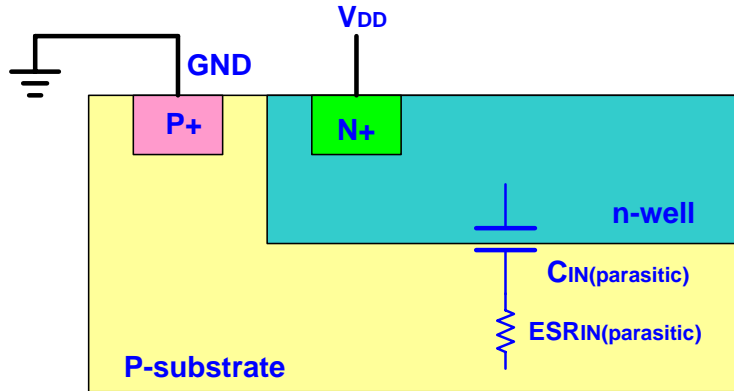 VDD
GND
P+
N+
n-well
CIN(parasitic)
ESRIN(parasitic)
P-substrate